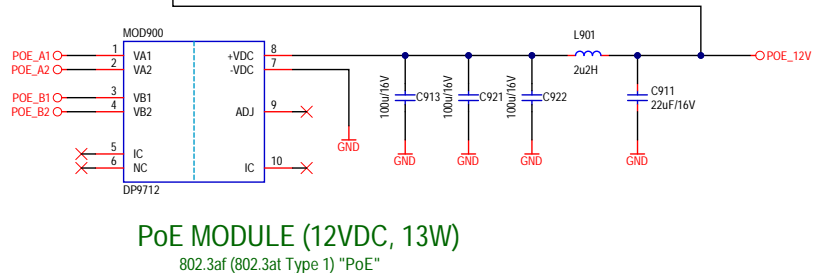 MOD900
L901
POE_A1 1 VA1 +VDC 8 POE_12V
POE_A2 2 VA2 -VDC 7 2u2H
100u/16V C913 100u/16V C921 100u/16V C922 C911
POE_B1 3 VB1 22uF/16V
POE_B2 4 VB2 ADJ 9
GND
5 IC IC 10 GND GND GND GND
6 NC
DP9712
PoE MODULE (12VDC, 13W)
802.3af (802.3at Type 1) "PoE"